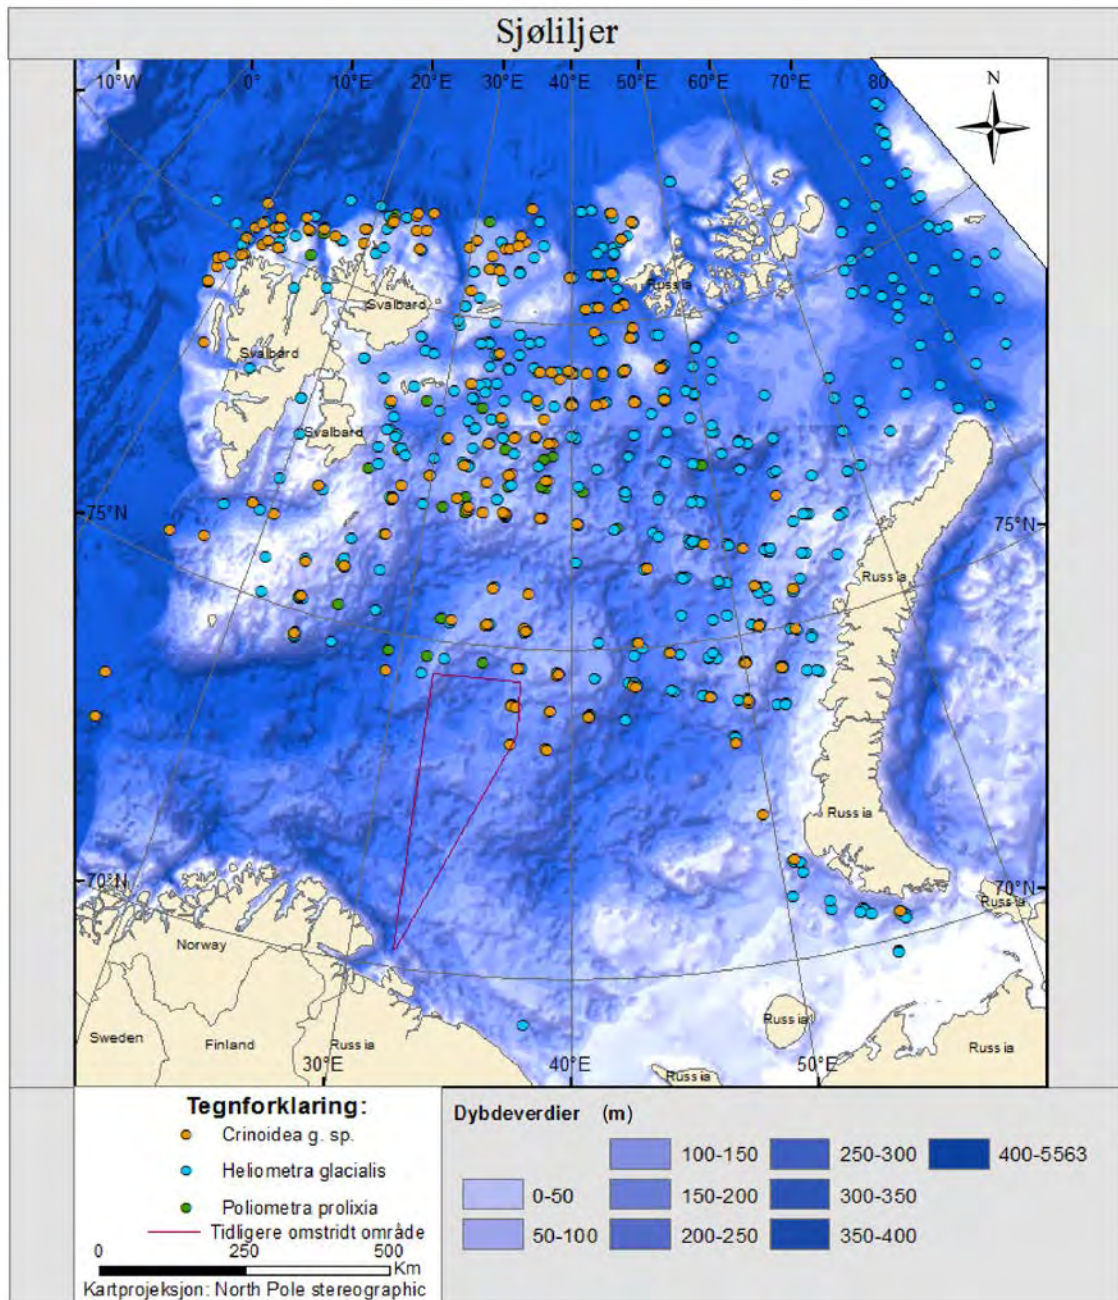 Sjøliljer
10°W 0° 10°E 20°E 30°E 40°E 50°E 60°E 70°E 80
N
Russia
Svalbard
Svalbard
Svalbard
75°N
75°N
Russia
Russia
70°N
70°N
Russia
Norway
Russia
Sweden
Finland
Russia
Russia
30°E
40°E
Russia
50°E
Tegnforklaring:
Crinoidea g. sp.
Heliometra glacialis
Poliometra prolixia
Tidligere omstridt område
0 250 500
Km
Kartprojeksjon: North Pole stereographic
Dybdeverdier (m)
0-50
50-100
100-150
150-200
200-250
250-300
300-350
350-400
400-5563